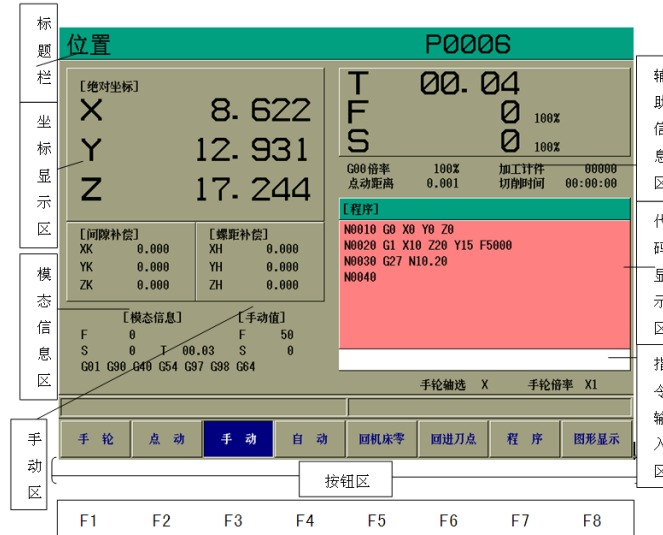 标题栏
位置 P0006
坐标显示区
[绝对坐标]
X 8.622
Y 12.931
Z 17.244
T 00.04
F 0 100%
S 0 100%
G00倍率 100% 加工计件 00000
点动距离 0.001 切削时间 00:00:00
辅助信息区
[间隙补偿] [螺距补偿]
XK 0.000 XH 0.000
YK 0.000 YH 0.000
ZK 0.000 ZH 0.000
[程序]
N0010 G0 X0 Y0 Z0
N0020 G1 X10 Z20 Y15 F5000
N0030 G27 N10.20
N0040
代码显示区
模态信息区
[模态信息] [手动值]
F 0 F 50
S 0 T 00.03 S 0
G01 G90 G40 G54 G97 G98 G64
指令输入区
手轮轴选 X 手轮倍率 X1
手动区
手 轮 点 动 手 动 自 动 回机床零 回进刀点 程 序 图形显示
按钮区
F1 F2 F3 F4 F5 F6 F7 F8